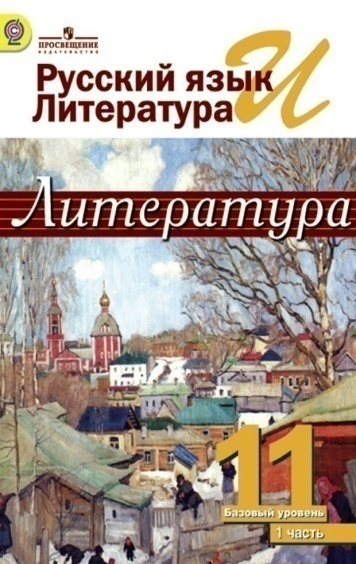 ПРОСВЕЩЕНИЕ
ИЗДАТЕЛЬСТВО
Русский язык И
Литература
Литература
11
Базовый уровень
1 часть